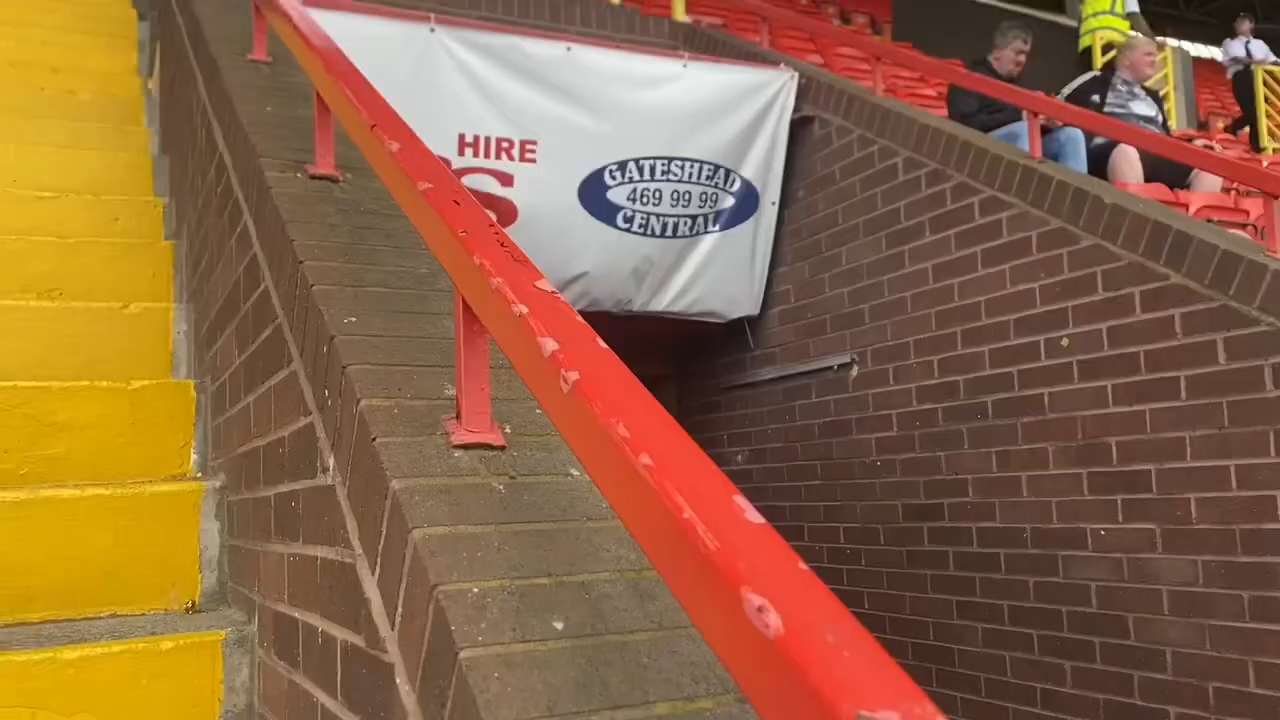 HIRE
S
GATESHEAD
469 99 99
CENTRAL